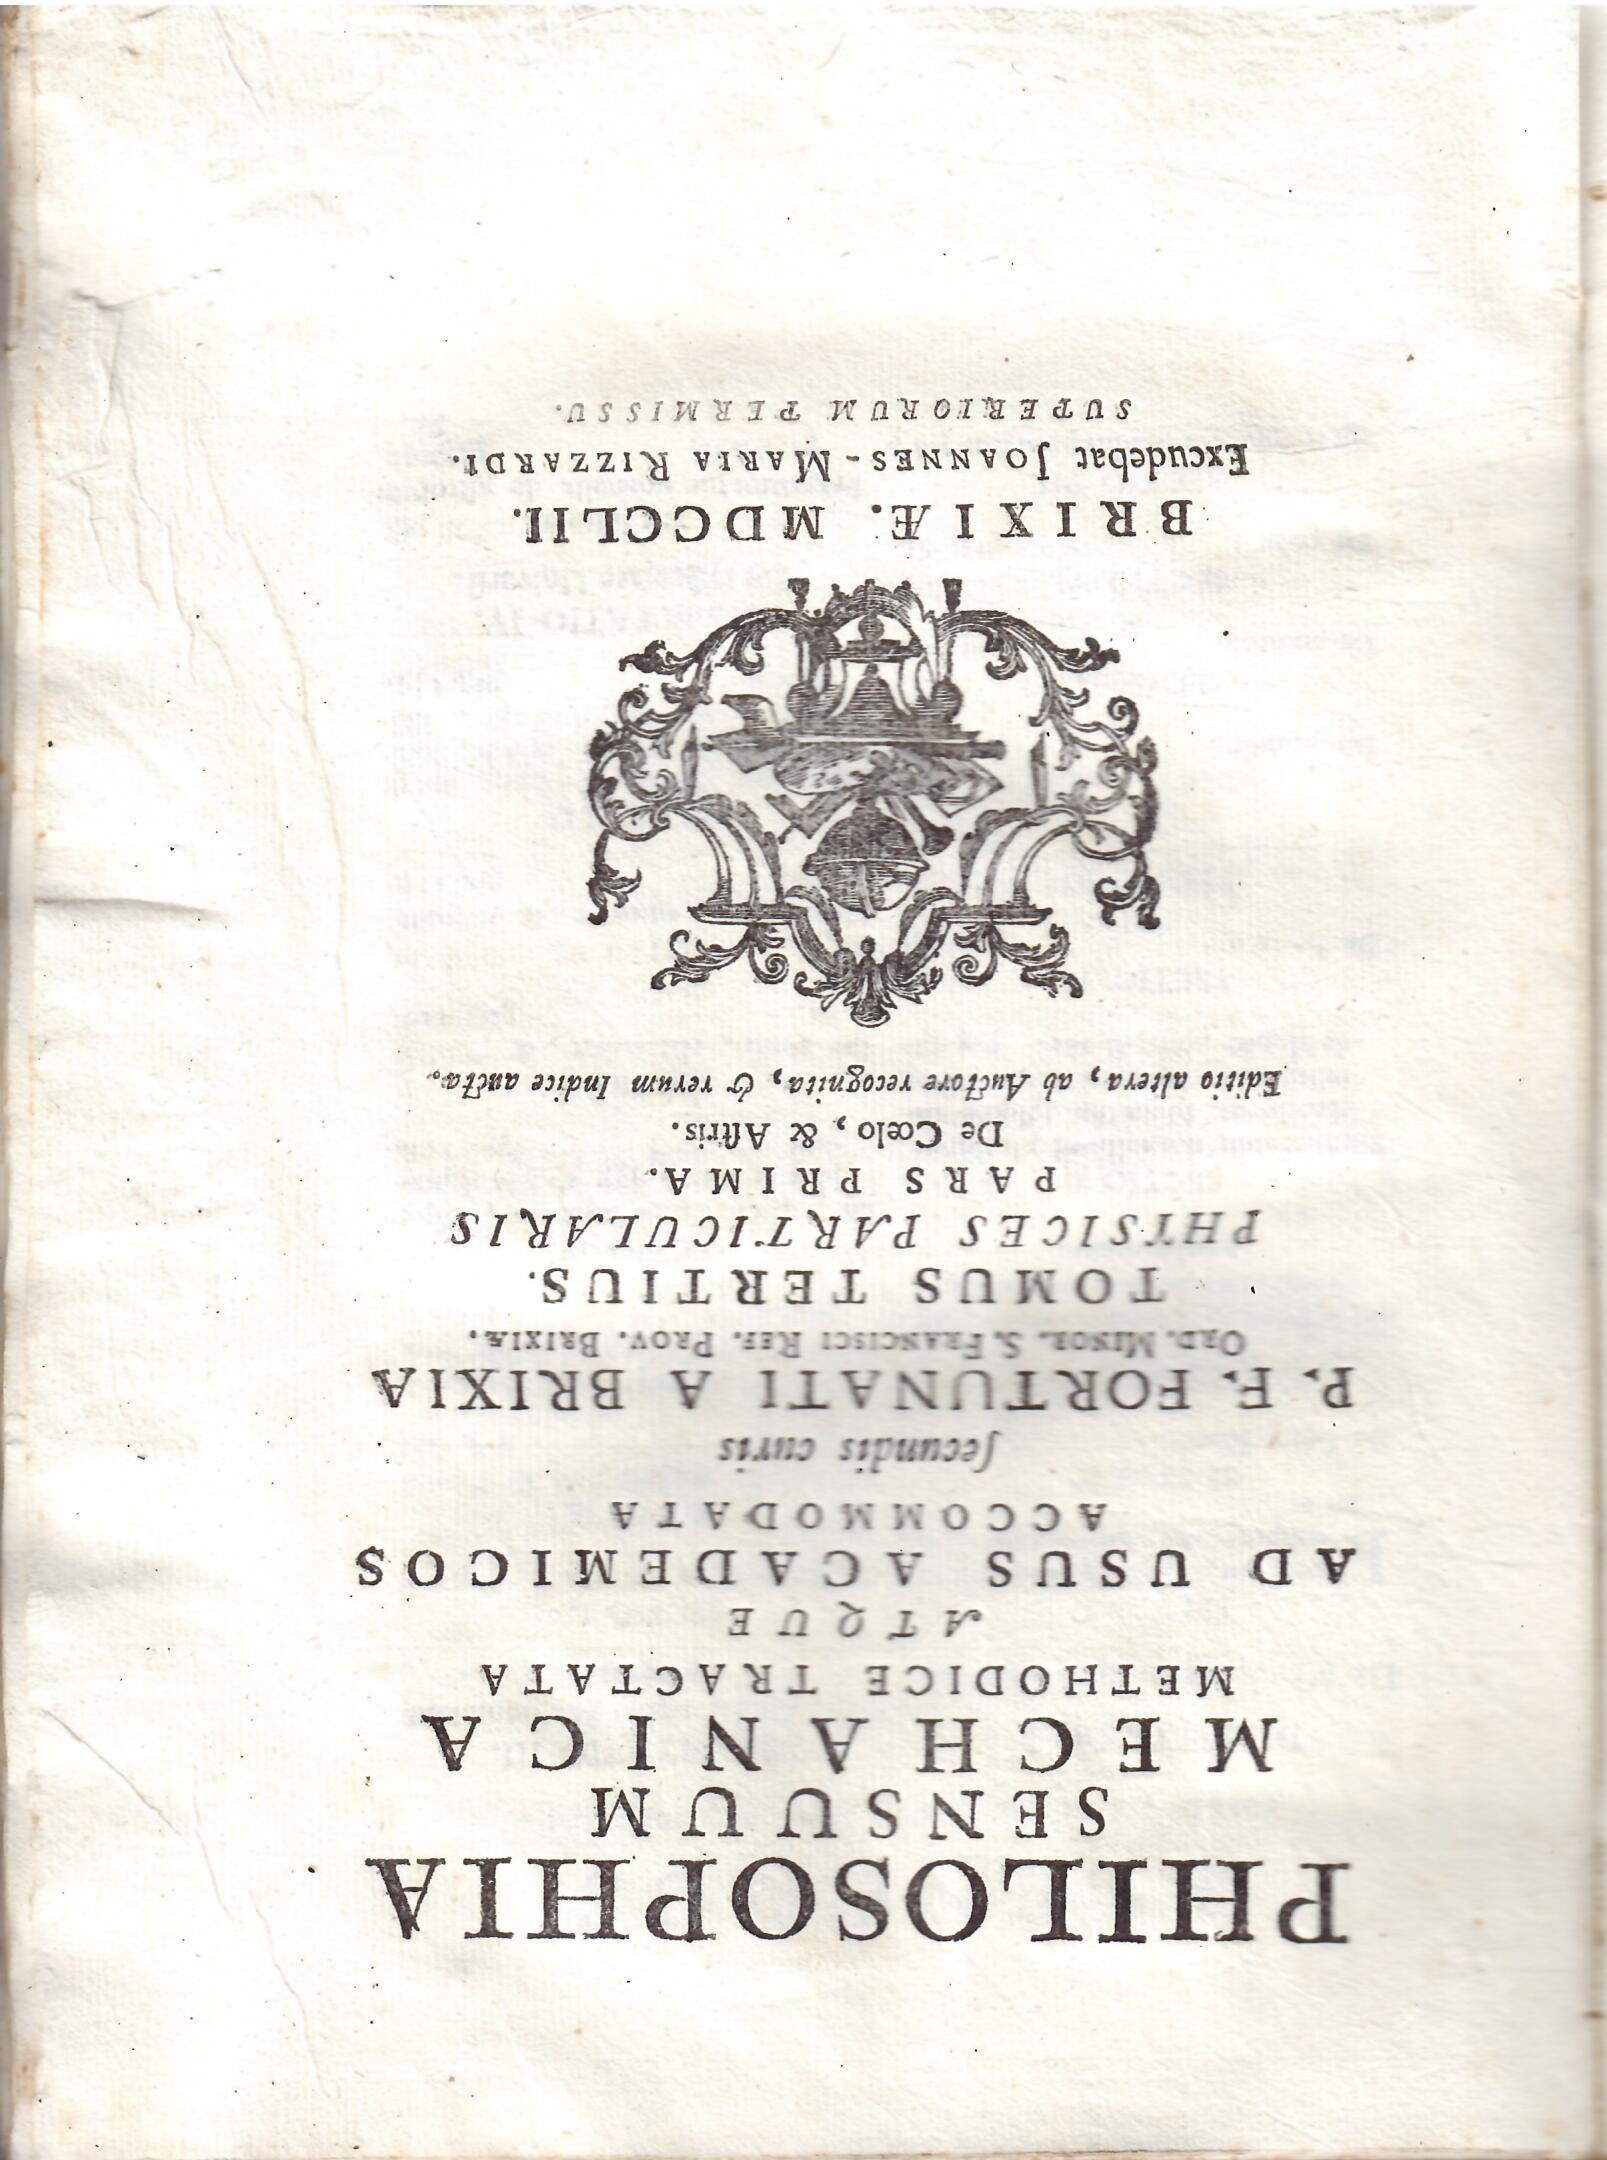 PHILOSOPHIA
SENSUUM
MECHANICA
METHODICE TRACTATA
ATQUE
AD USUS ACADEMICOS
ACCOMMODATA
ſecundis curis
P. F. FORTUNATI A BRIXIA
ORD. MINOR. S. FRANCISCI REF. PROV. BRIXIÆ.
TOMUS TERTIUS.
PHYSICES PARTICULARIS
PARS PRIMA.
De Cœlo, & Aſtris.
Editio altera, ab Auctore recognita, & rerum Indice aucta.
BRIXIÆ. MDCCLII.
Excudebat JOANNES-MARIA RIZZARDI.
SUPERIORUM PERMISSU.